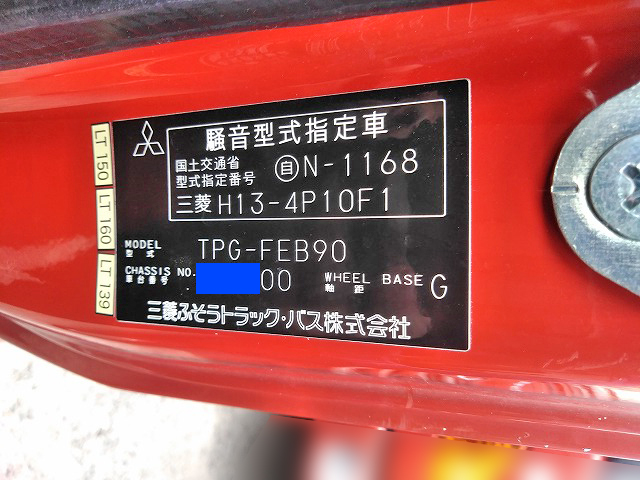 騒音型式指定車
国土交通省
型式指定番号 自N-1168
三菱 H13-4P10F1
MODEL
型式 TPG-FEB90
CHASSIS NO.
車台番号 00 WHEEL BASE
軸距 G
三菱ふそうトラック・バス株式会社
LT 150
LT 160
LT 139